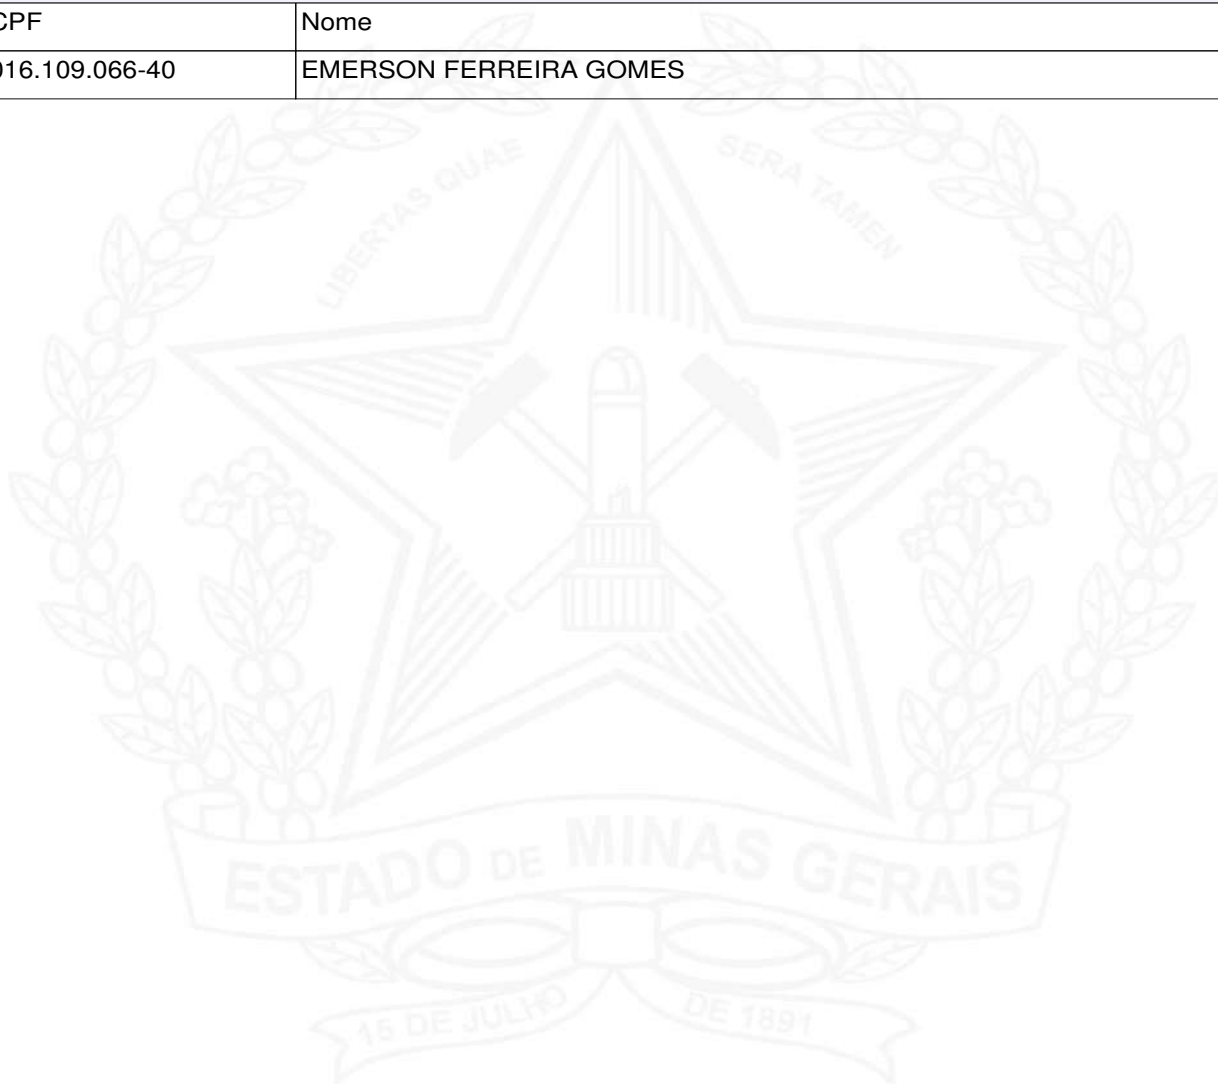 CPF Nome
016.109.066-40 EMERSON FERREIRA GOMES
LIBERTAS QUAE SERA TAMEN
ESTADO DE MINAS GERAIS
15 DE JULHO DE 1891